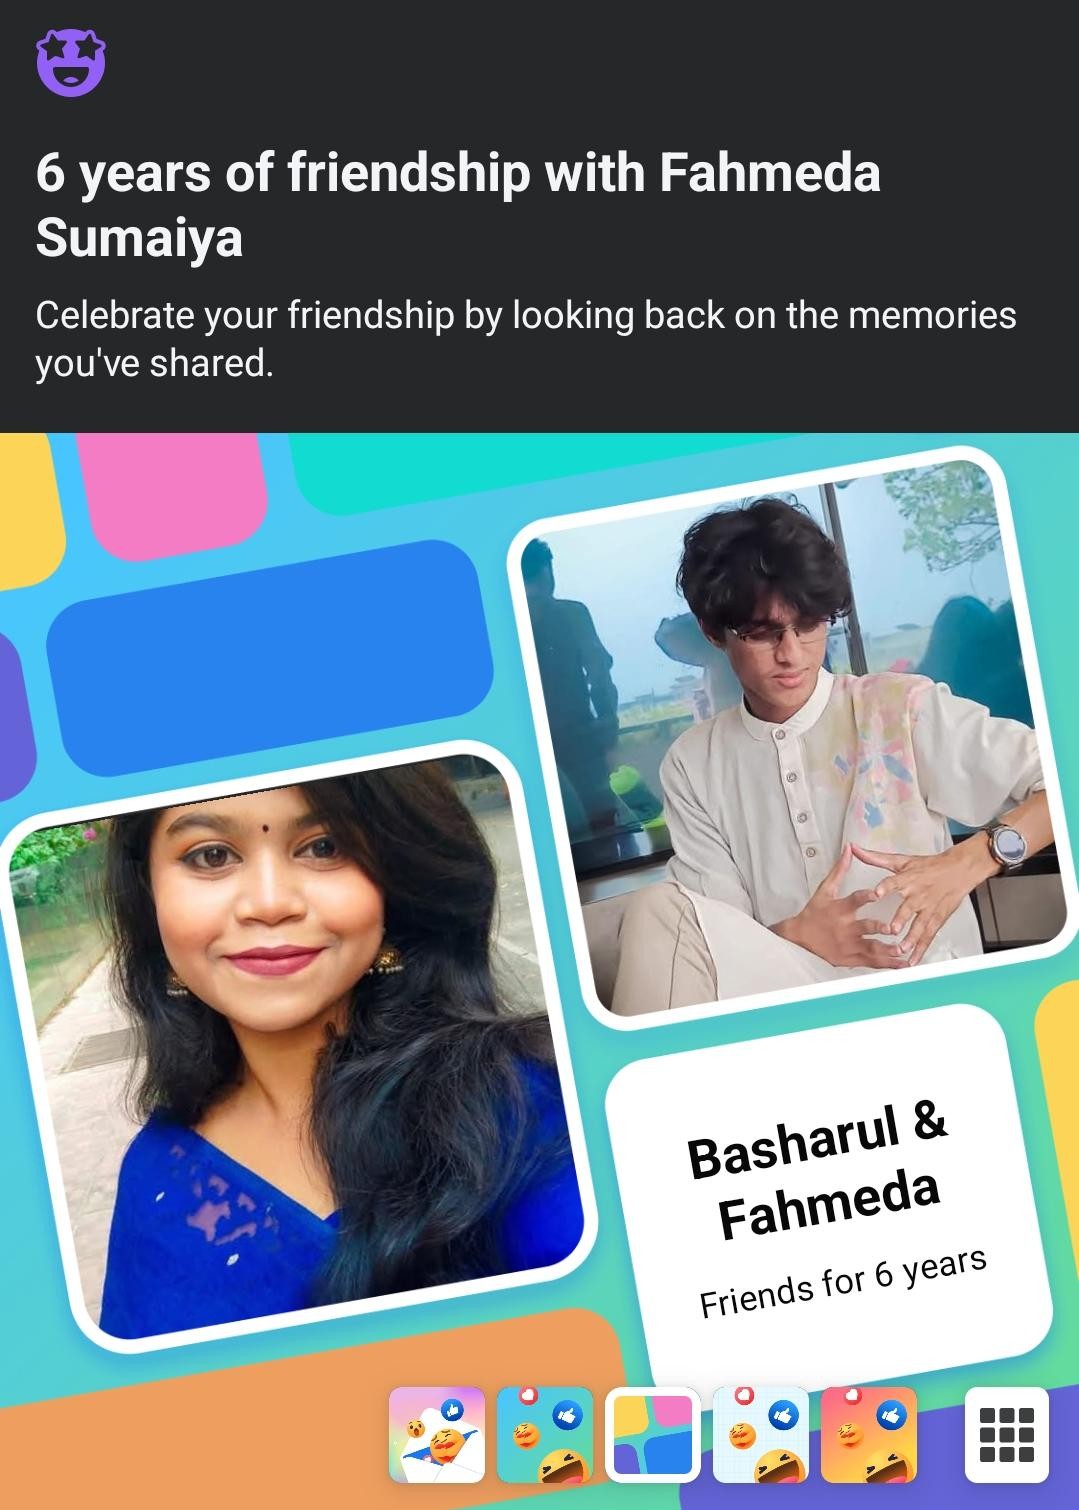 6 years of friendship with Fahmeda
Sumaiya
Celebrate your friendship by looking back on the memories
you've shared.
Basharul &
Fahmeda
Friends for 6 years